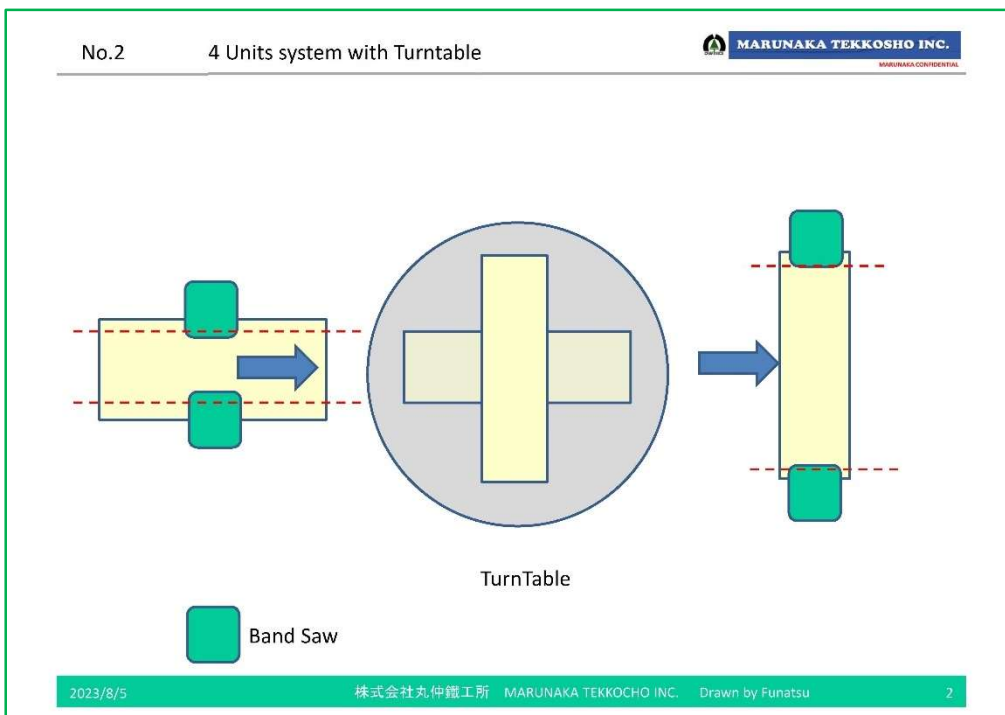 No.2 4 Units system with Turntable
MARUNAKA TEKKOSHO INC.
MARUNAKA CONFIDENTIAL
TurnTable
Band Saw
2023/8/5 株式会社丸仲鐵工所 MARUNAKA TEKKOCHO INC. Drawn by Funatsu 2